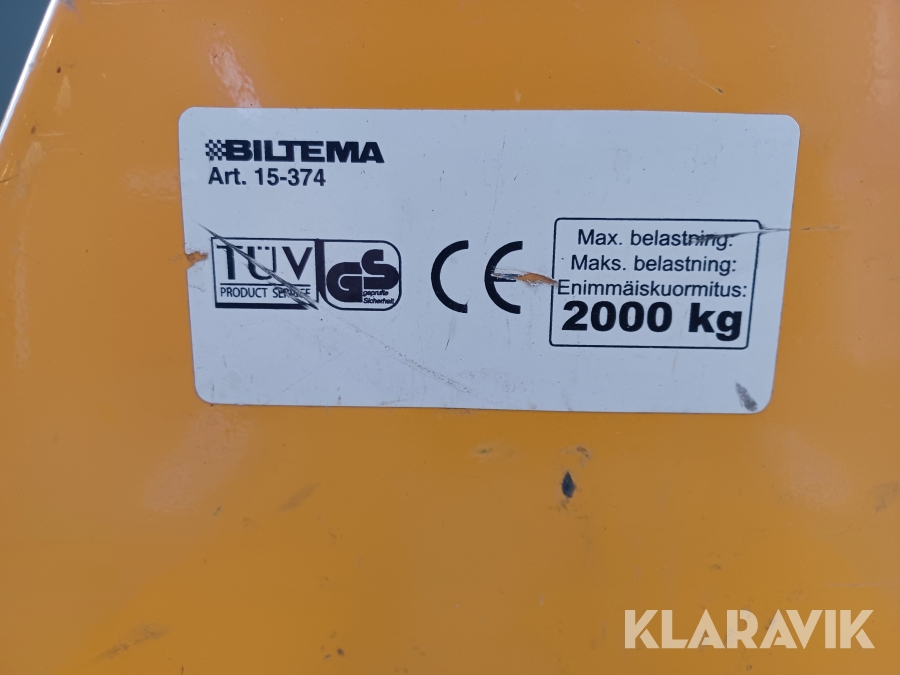 BILTEMA
Art. 15-374
TÜV
PRODUCT SERVICE
GS
geprüfte
Sicherheit
CE
Max. belastning:
Maks. belastning:
Enimmäiskuormitus:
2000 kg
KLARAVIK